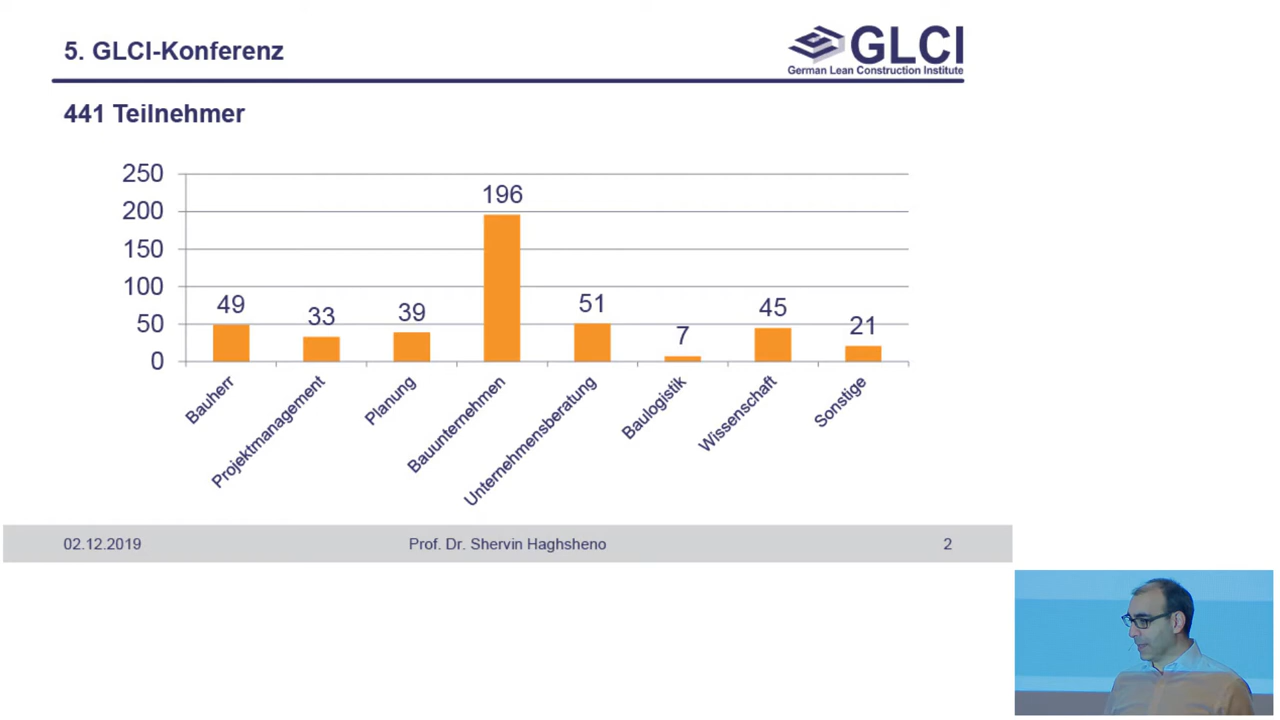 5. GLCI-Konferenz
GLCI
German Lean Construction Institute
441 Teilnehmer
250
200
150
100
50
0
49
33
39
196
51
7
45
21
Bauherr
Projektmanagement
Planung
Bauunternehmen
Unternehmensberatung
Baulogistik
Wissenschaft
Sonstige
02.12.2019
Prof. Dr. Shervin Haghsheno
2